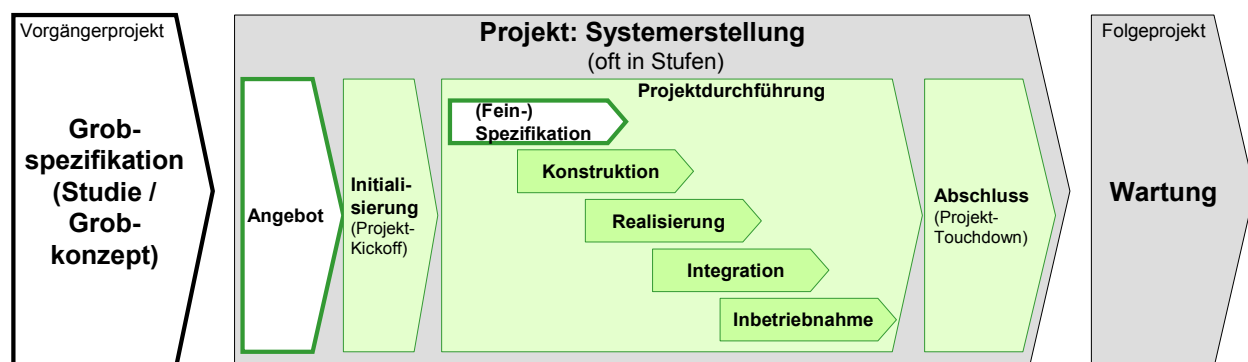 Vorgängerprojekt
Grob-
spezifikation
(Studie /
Grob-
konzept)
Projekt: Systemerstellung
(oft in Stufen)
Angebot
Initiali-
sierung
(Projekt-
Kickoff)
Projektdurchführung
(Fein-)
Spezifikation
Konstruktion
Realisierung
Integration
Inbetriebnahme
Abschluss
(Projekt-
Touchdown)
Folgeprojekt
Wartung